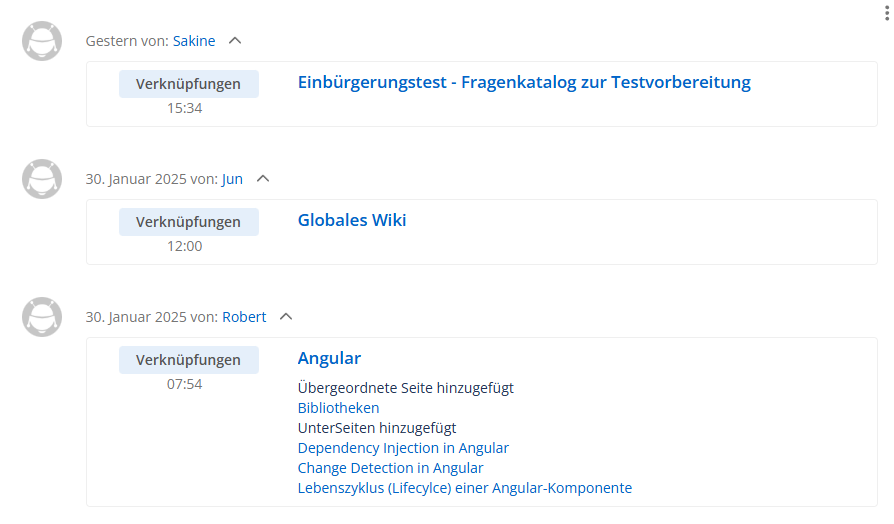 Gestern von: Sakine
Verknüpfungen
15:34
Einbürgerungstest - Fragenkatalog zur Testvorbereitung
30. Januar 2025 von: Jun
Verknüpfungen
12:00
Globales Wiki
30. Januar 2025 von: Robert
Verknüpfungen
07:54
Angular
Übergeordnete Seite hinzugefügt
Bibliotheken
UnterSeiten hinzugefügt
Dependency Injection in Angular
Change Detection in Angular
Lebenszyklus (Lifecylce) einer Angular-Komponente